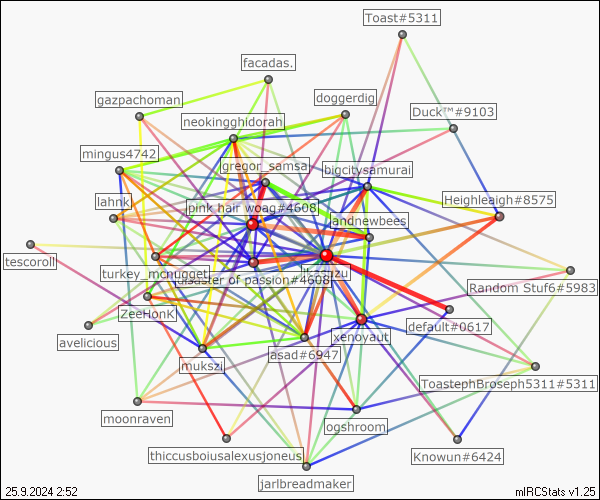 Toast#5311
facadas.
gazpachoman
doggerdig
Duck™#9103
neokingghidorah
mingus4742
gregor_samsa
bigcitysamurai
lahnk
pink hair woag#4608
Heighleaigh#8575
landnewbees
tescoroll
turkey_mcnugget
disaster of passion#4608
Random Stuf6#5983
ZeeHonk
default#0617
avelicious
xenoyaut
asad#6947
mukszi
ToastephBroseph5311#5311
moonraven
ogshroom
thiccusboiusalexusjoneus
Knowun#6424
jarlbreadmaker
25.9.2024 2:52
mIRCStats v1.25